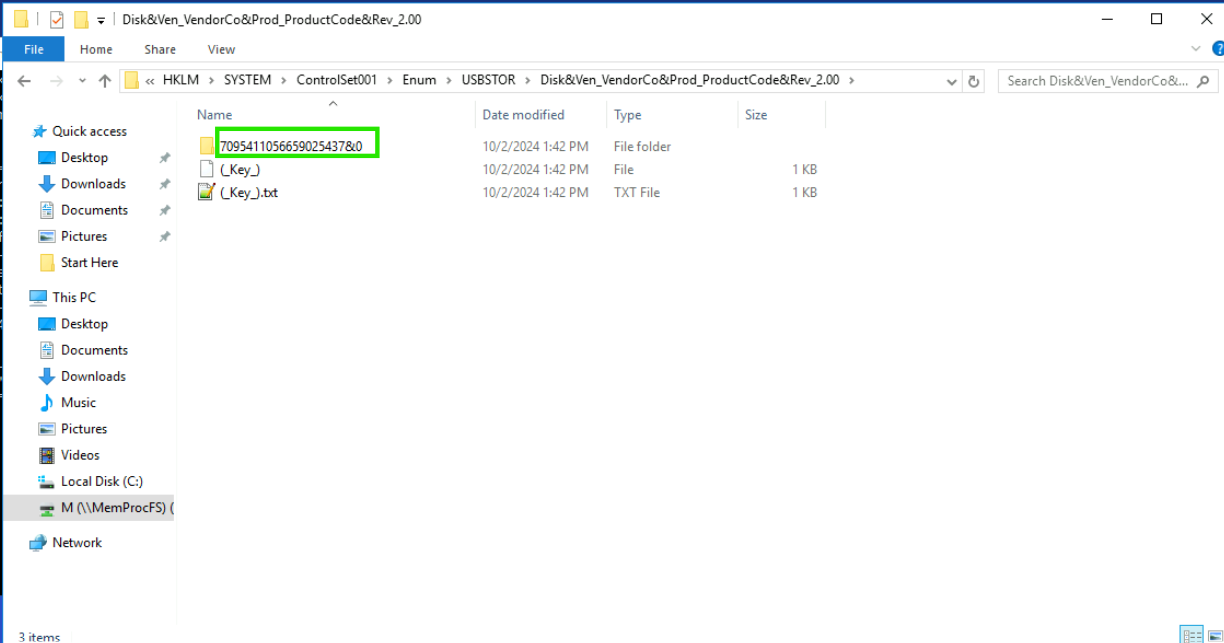 Disk&Ven_VendorCo&Prod_ProductCode&Rev_2.00
File Home Share View
« HKLM > SYSTEM > ControlSet001 > Enum > USBSTOR > Disk&Ven_VendorCo&Prod_ProductCode&Rev_2.00 >
Search Disk&Ven_VendorCo&...
Name Date modified Type Size
7095411056659025437&0 10/2/2024 1:42 PM File folder
(_Key_) 10/2/2024 1:42 PM File 1 KB
(_Key_).txt 10/2/2024 1:42 PM TXT File 1 KB
Quick access
Desktop
Downloads
Documents
Pictures
Start Here
This PC
Desktop
Documents
Downloads
Music
Pictures
Videos
Local Disk (C:)
M (\\MemProcFS) (
Network
3 items